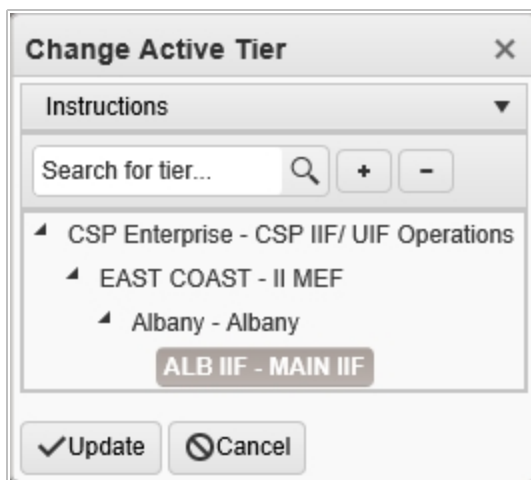 Change Active Tier
Instructions
Search for tier...
+ -
CSP Enterprise - CSP IIF/ UIF Operations
EAST COAST - II MEF
Albany - Albany
ALB IIF - MAIN IIF
Update Cancel